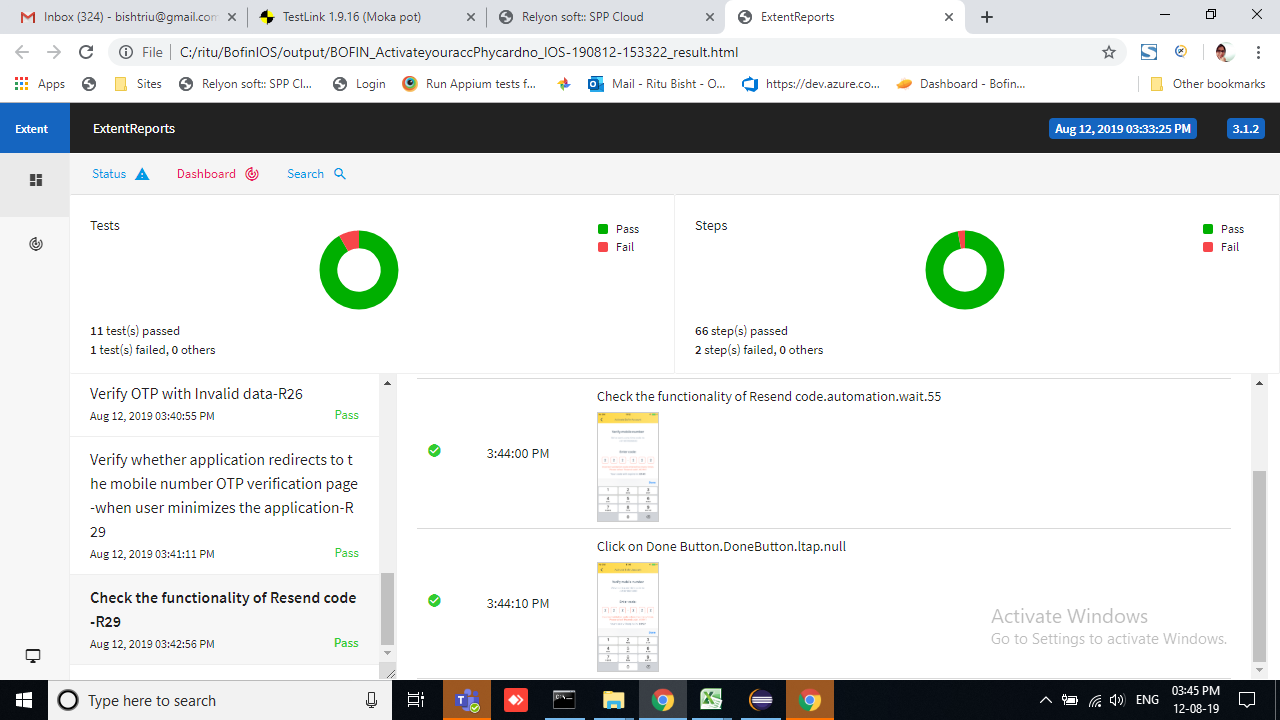 Inbox (324) - bishtriu@gmail.com
TestLink 1.9.16 (Moka pot)
Relyon soft:: SPP Cloud
ExtentReports
File
C:/ritu/BofinIOS/output/BOFIN_ActivateyouraccPhycardno_IOS-190812-153322_result.html
Apps
Sites
Relyon soft:: SPP Cl...
Login
Run Appium tests f...
Mail - Ritu Bisht - O...
https://dev.azure.co...
Dashboard - Bofin...
Other bookmarks
Extent
ExtentReports
Aug 12, 2019 03:33:25 PM
3.1.2
Status
Dashboard
Search
Tests
Pass
Fail
11 test(s) passed
1 test(s) failed, 0 others
Steps
Pass
Fail
66 step(s) passed
2 step(s) failed, 0 others
Verify OTP with Invalid data-R26
Aug 12, 2019 03:40:55 PM
Pass
Verify whether application redirects to t
he mobile number OTP verification page
-when user minimizes the application-R
29
Aug 12, 2019 03:41:11 PM
Pass
Check the functionality of Resend code
-R23
Aug 12, 2019 03:42:36 PM
Pass
Check the functionality of Resend code.automation.wait.55
3:44:00 PM
Click on Done Button.DoneButton.ltap.null
3:44:10 PM
Activate Windows
Go to Settings to activate Windows.
Type here to search
ENG
03:45 PM
12-08-19